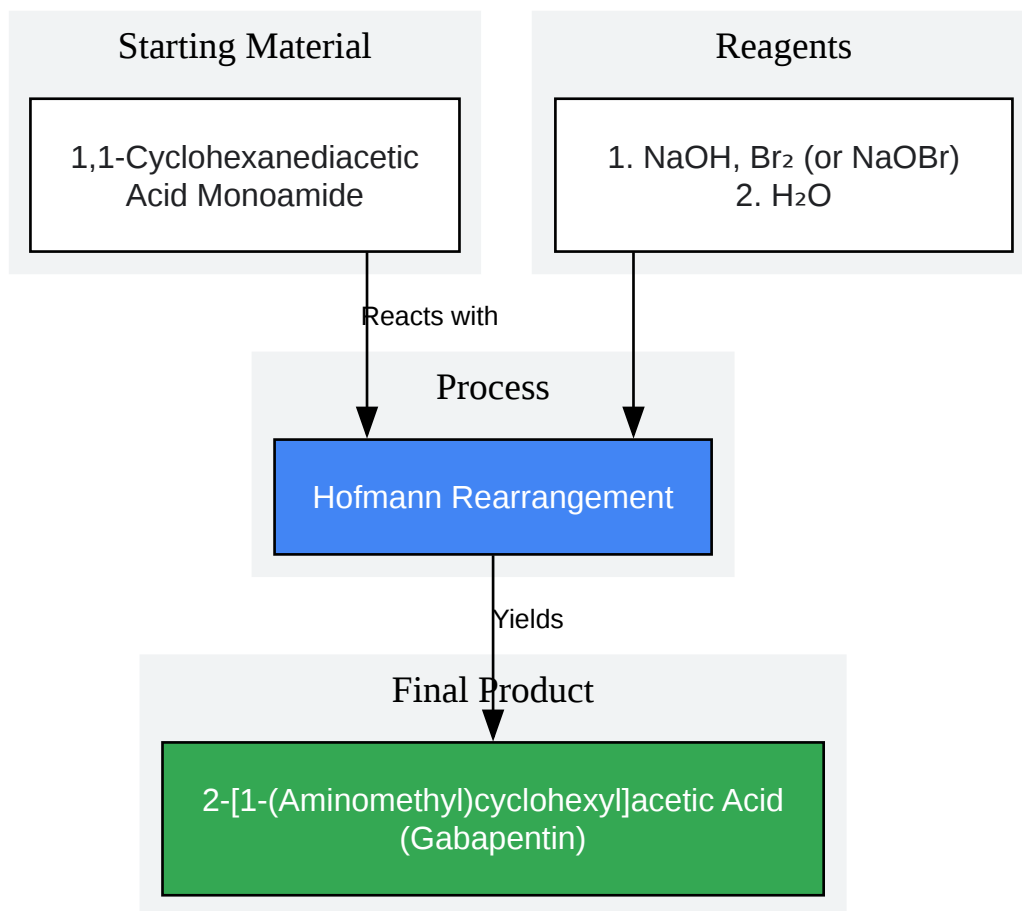 Starting Material
1,1-Cyclohexanediacetic
Acid Monoamide
Reagents
1. NaOH, Br₂ (or NaOBr)
2. H₂O
Reacts with
Process
Hofmann Rearrangement
Yields
Final Product
2-[1-(Aminomethyl)cyclohexyl]acetic Acid
(Gabapentin)